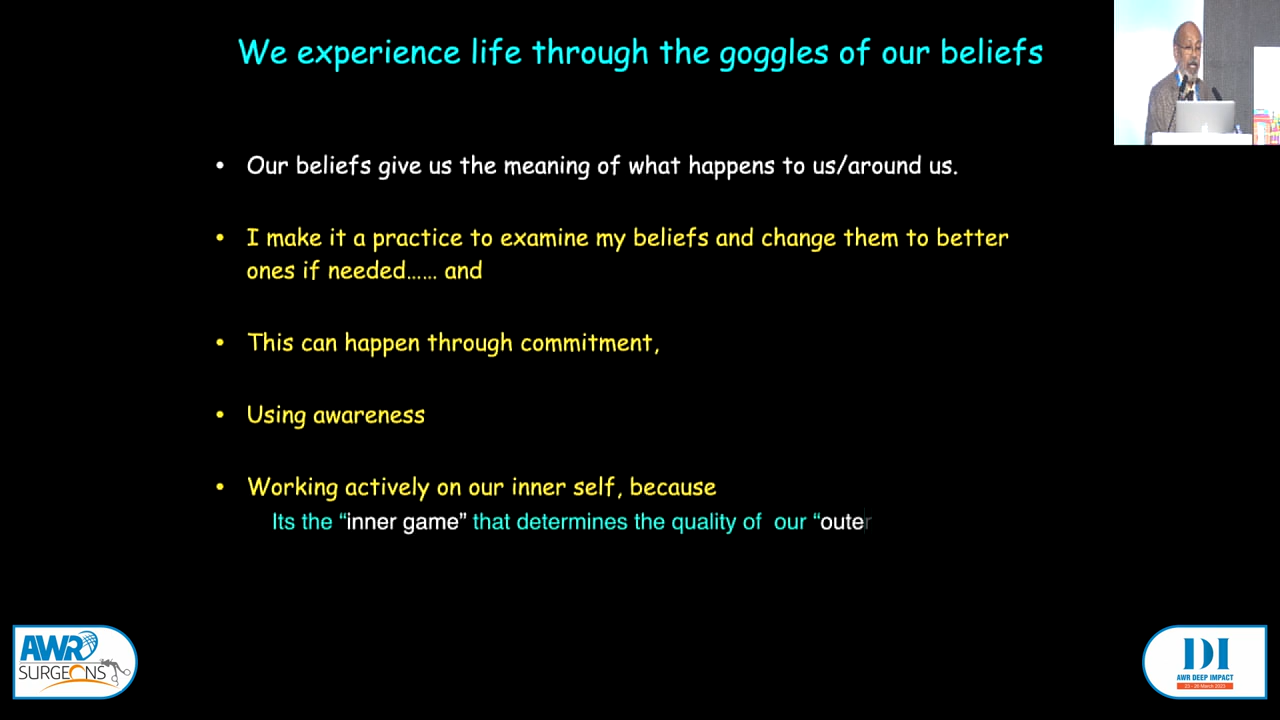 We experience life through the goggles of our beliefs
• Our beliefs give us the meaning of what happens to us/around us.
• I make it a practice to examine my beliefs and change them to better
ones if needed...... and
• This can happen through commitment,
• Using awareness
• Working actively on our inner self, because
Its the “inner game” that determines the quality of our “outer
AWR
SURGEONS
DI
AWR DEEP IMPACT